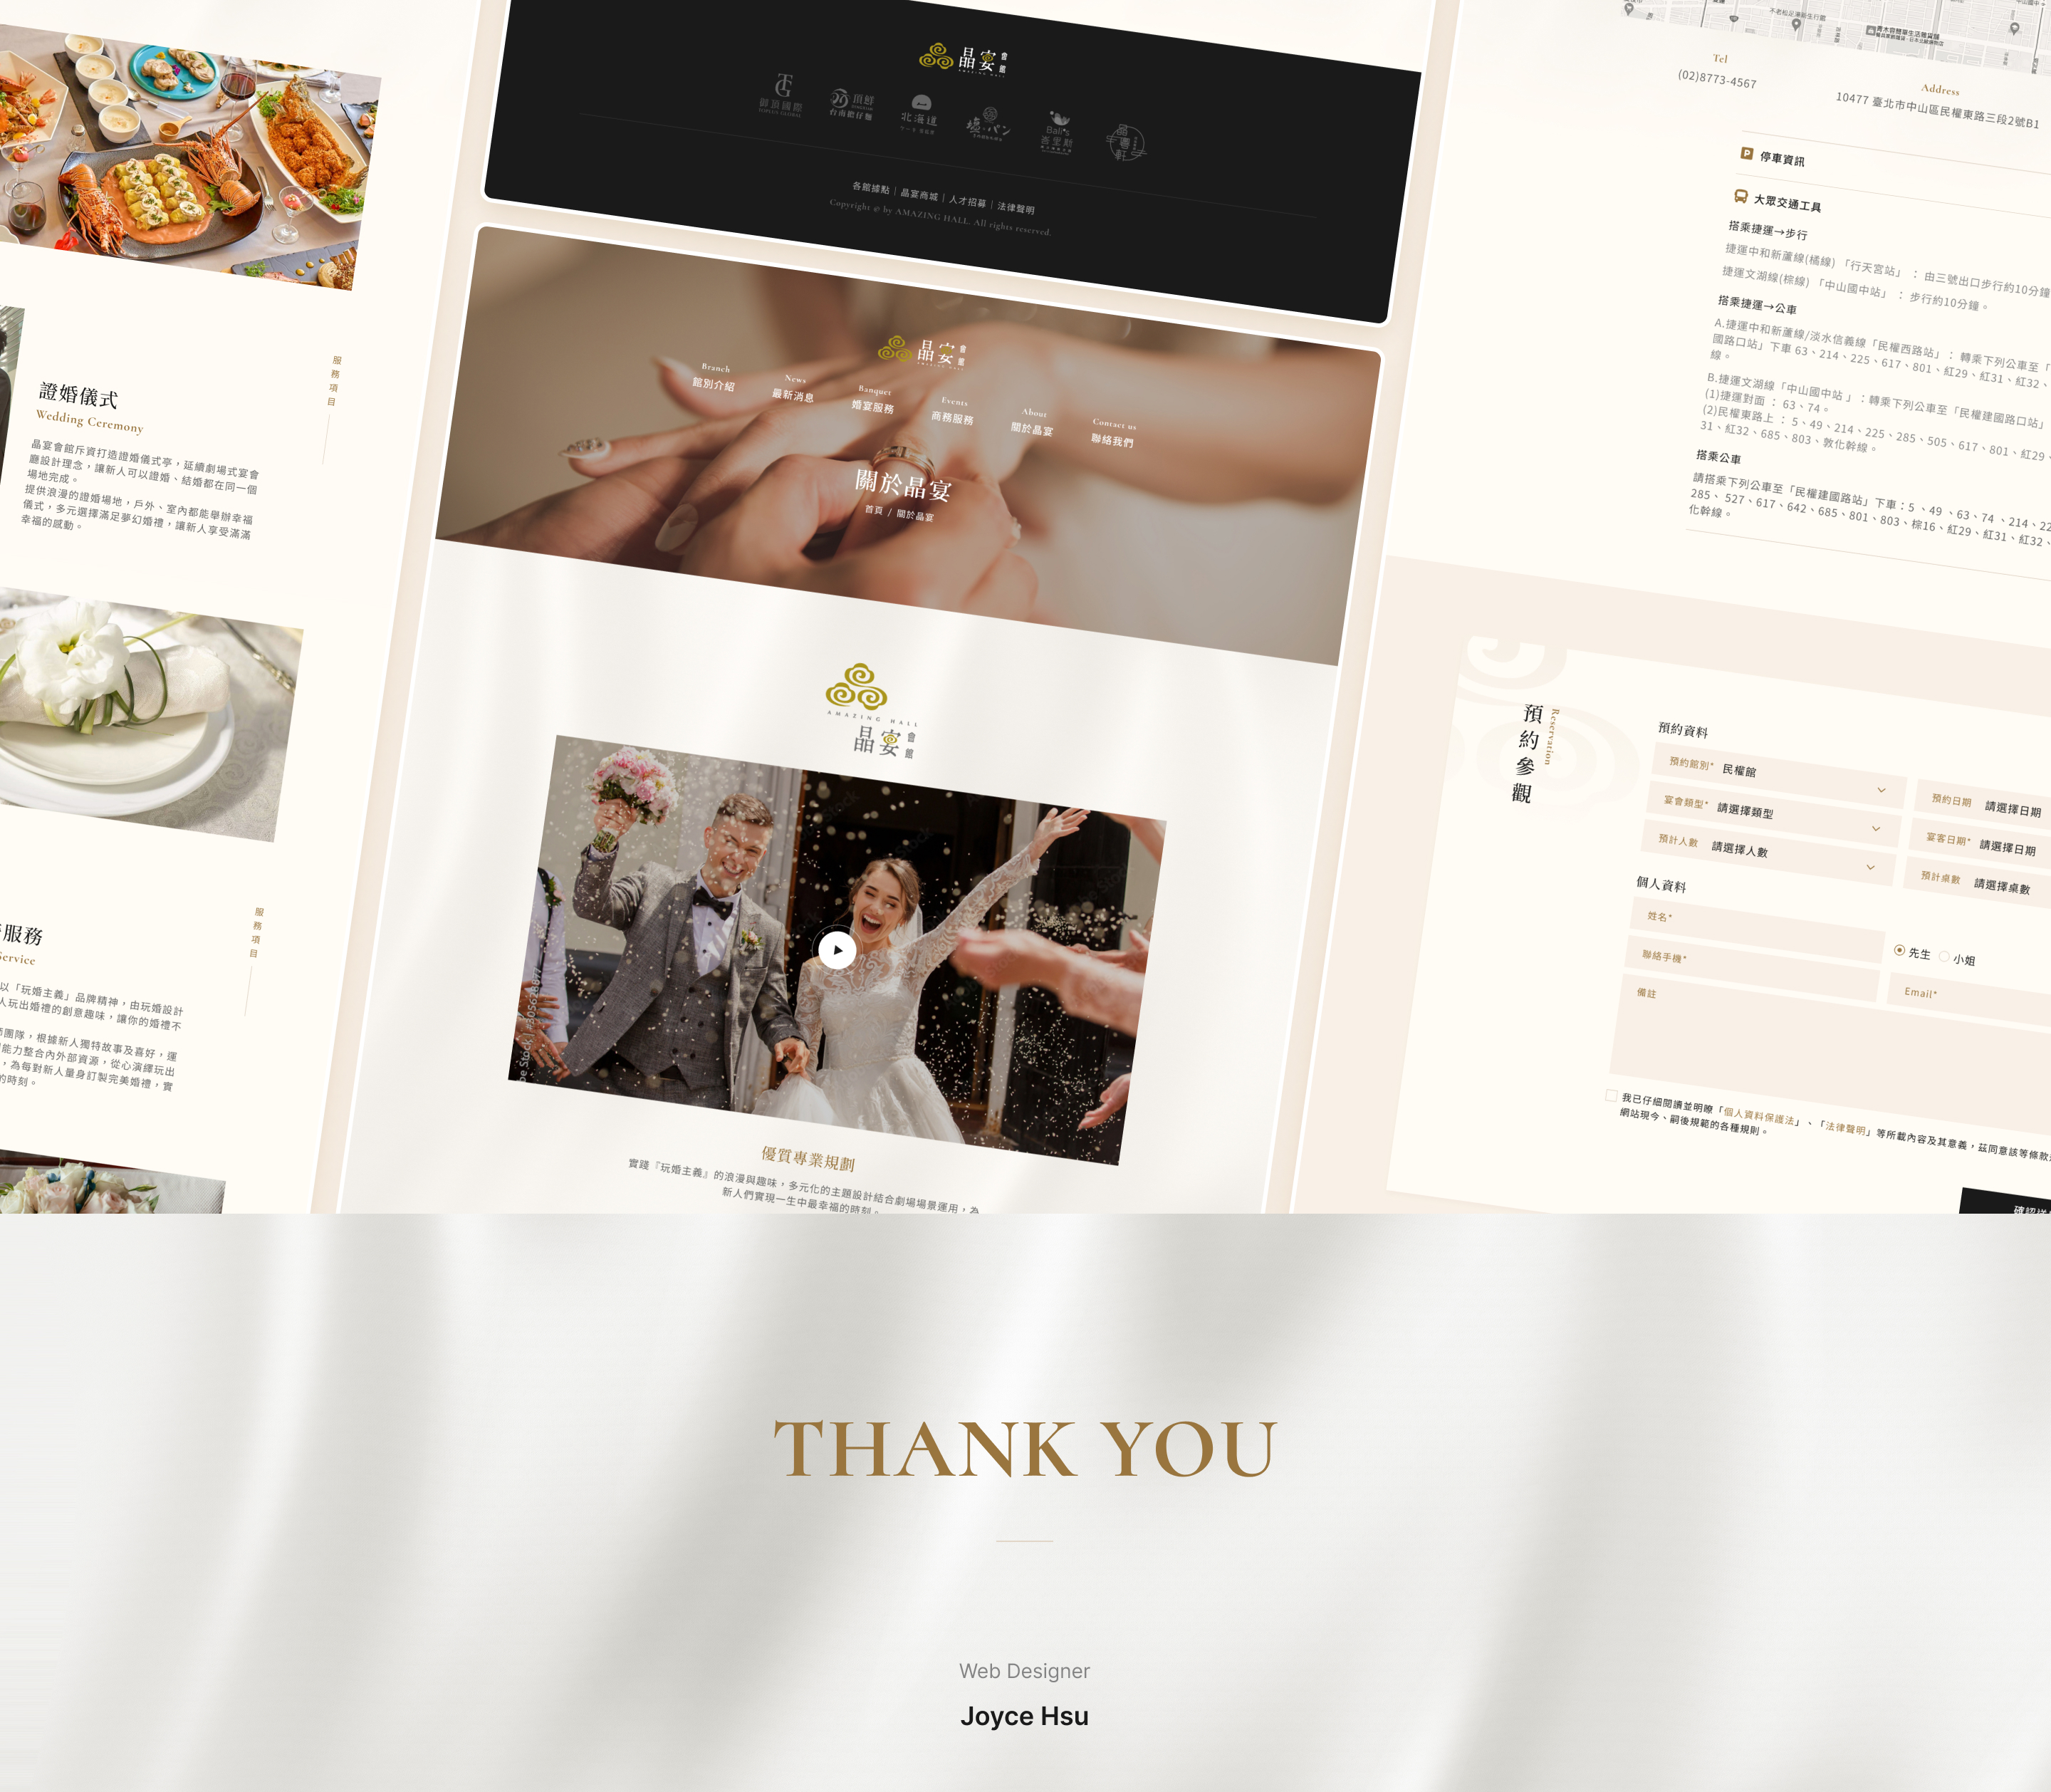 證婚儀式
Wedding Ceremony
服務項目
晶宴會館斥資打造證婚儀式亭，延續劇場式宴會
廳設計理念，讓新人可以證婚、結婚都在同一個
場地完成。
提供浪漫的證婚場地，戶外、室內都能舉辦幸福
儀式，多元選擇滿足夢幻婚禮，讓新人享受滿滿
幸福的感動。
服務
Service
服務項目
以「玩婚主義」品牌精神，由玩婚設計
人玩出婚禮的創意趣味，讓你的婚禮不
團隊，根據新人獨特故事及喜好，運
能力整合內外部資源，從心演繹玩出
，為每對新人量身訂製完美婚禮，實
的時刻。
晶宴會館
AMAZING HALL
御頂國際
頂鮮
台南擔仔麵
北海道
塩・パン
Bali's
峇里斯
晶粵軒
各館據點｜晶宴商城｜人才招募｜法律聲明
Copyright © by AMAZING HALL. All rights reserved.
晶宴會館
AMAZING HALL
Branch
館別介紹
News
最新消息
Banquet
婚宴服務
Events
商務服務
About
關於晶宴
Contact us
聯絡我們
關於晶宴
首頁 / 關於晶宴
AMAZING HALL
晶宴會館
優質專業規劃
實踐『玩婚主義』的浪漫與趣味，多元化的主題設計結合劇場場景運用，為
新人們實現一生中最幸福的時刻。
Tel
(02)8773-4567
Address
10477 臺北市中山區民權東路三段2號B1
停車資訊
大眾交通工具
搭乘捷運→步行
捷運中和新蘆線(橘線) 「行天宮站」 ： 由三號出口步行約10分鐘
捷運文湖線(棕線) 「中山國中站」 ： 步行約10分鐘。
搭乘捷運→公車
A.捷運中和新蘆線/淡水信義線「民權西路站」： 轉乘下列公車至「
國路口站」下車 63、214、225、617、801、紅29、紅31、紅32、
線。
B.捷運文湖線「中山國中站 」：轉乘下列公車至「民權建國路口站」
(1)捷運對面 ： 63、74。
(2)民權東路上 ： 5、49、214、225、285、505、617、801、紅29、
31、紅32、685、803、敦化幹線。
搭乘公車
請搭乘下列公車至「民權建國路站」下車：5 、49 、63、74 、214、22
285、 527、617、642、685、801、803、棕16、紅29、紅31、紅32、
化幹線。
預約參觀
Reservation
預約資料
預約館別* 民權館
預約日期 請選擇日期
宴會類型* 請選擇類型
宴客日期* 請選擇日期
預計人數 請選擇人數
預計桌數 請選擇桌數
個人資料
姓名*
先生 小姐
聯絡手機*
Email*
備註
我已仔細閱讀並明瞭「個人資料保護法」、「法律聲明」等所載內容及其意義，茲同意該等條款
網站現今、嗣後規範的各種規則。
THANK YOU
Web Designer
Joyce Hsu